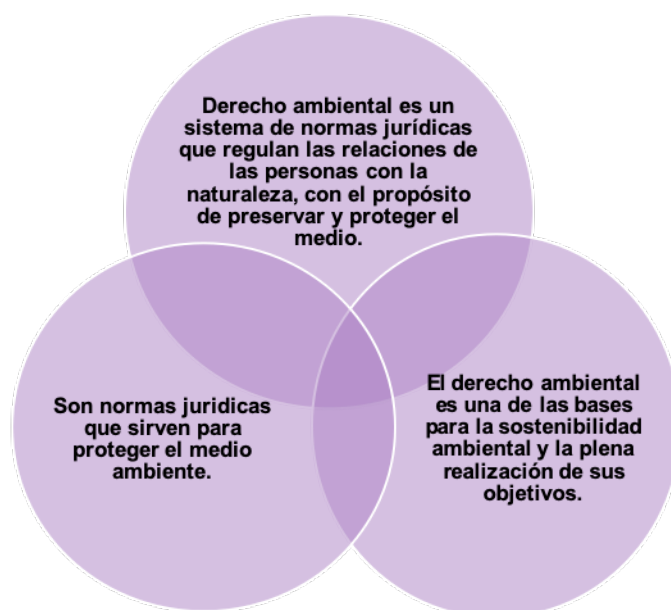 Derecho ambiental es un
sistema de normas jurídicas
que regulan las relaciones de
las personas con la
naturaleza, con el propósito
de preservar y proteger el
medio.
Son normas juridicas
que sirven para
proteger el medio
ambiente.
El derecho ambiental
es una de las bases
para la sostenibilidad
ambiental y la plena
realización de sus
objetivos.